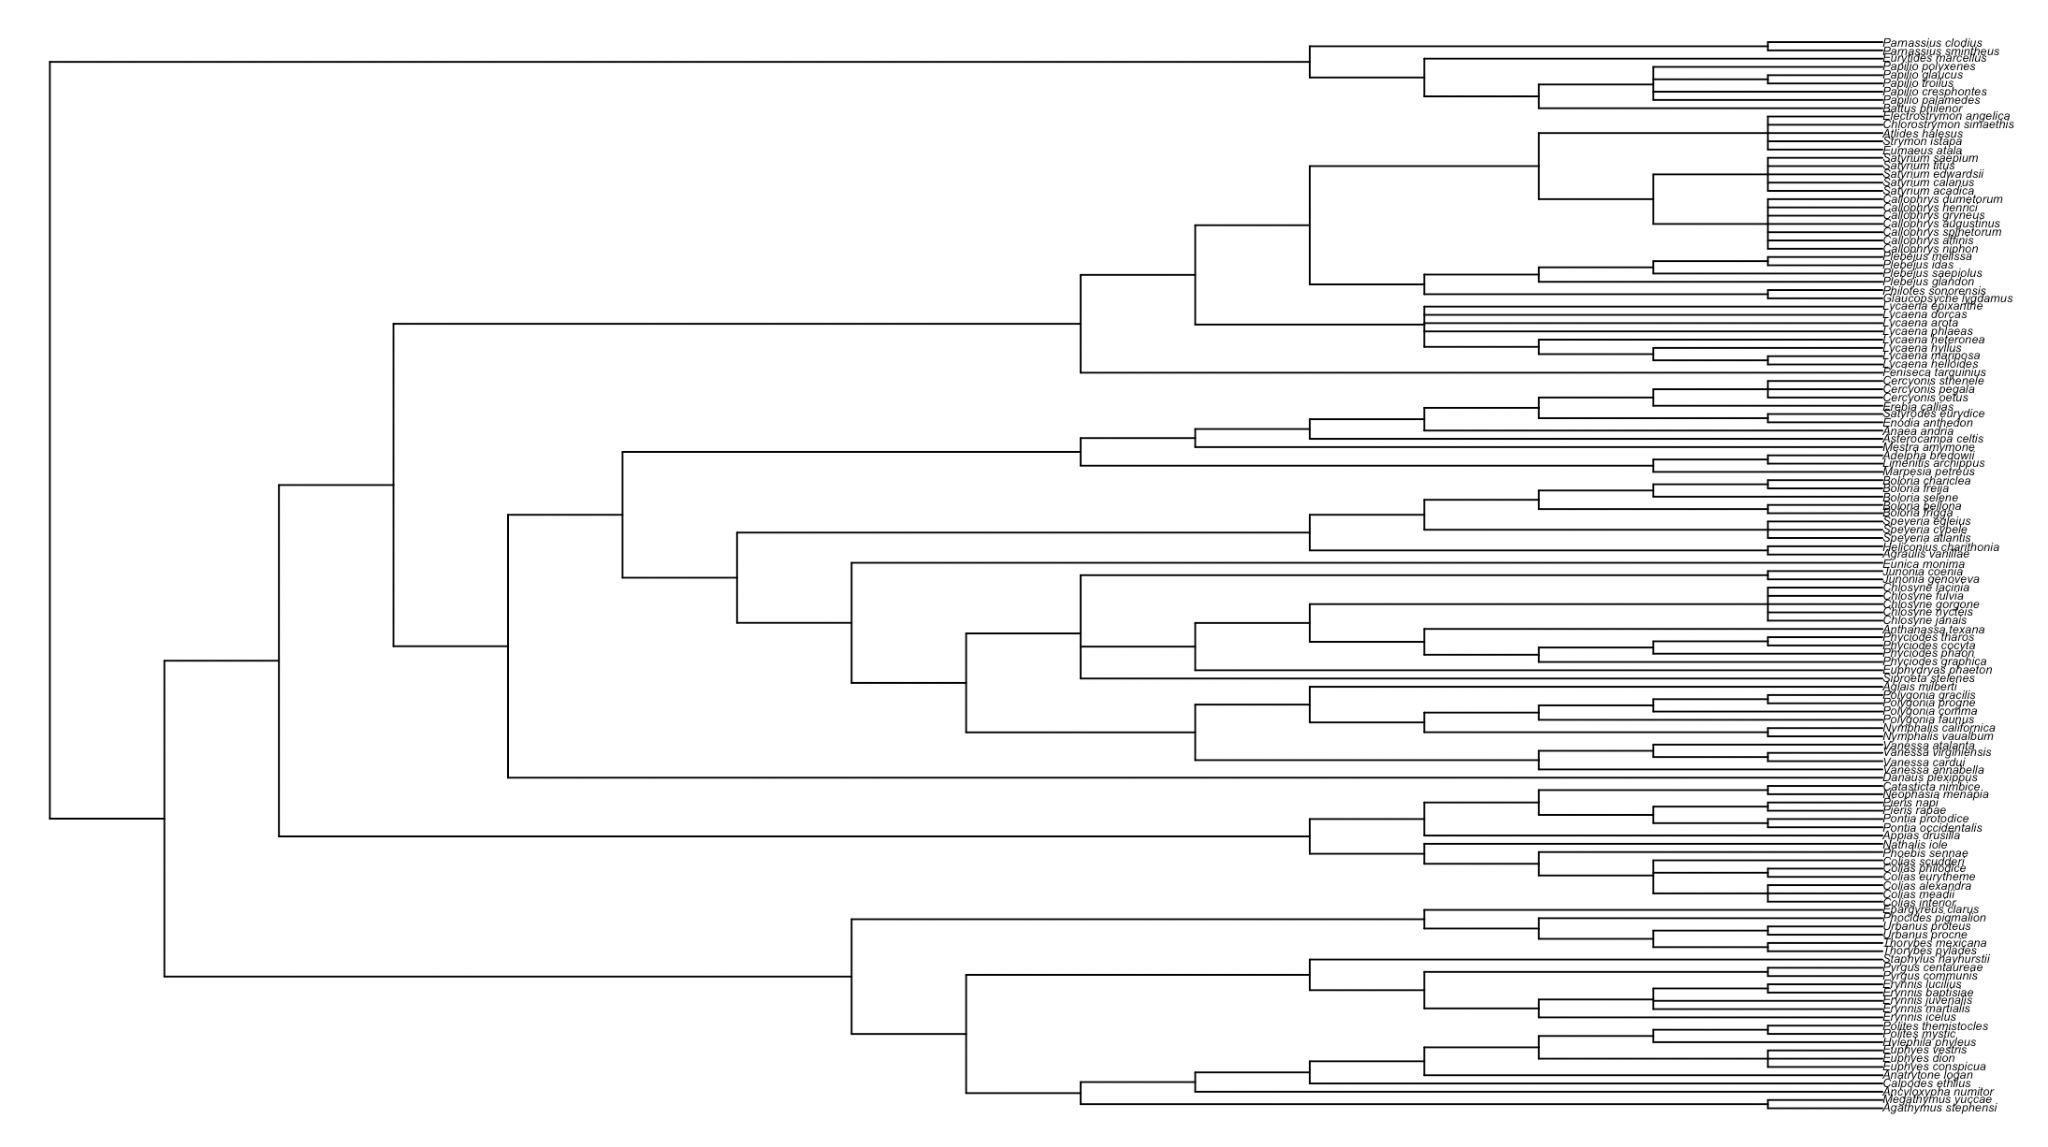 Parnassius clodius
Parnassius smintheus
Eurytides marcellus
Papilio polyxenes
Papilio glaucus
Papilio troilus
Papilio cresphontes
Papilio palamedes
Battus philenor
Electrostrymon angelica
Chlorostrymon simaethis
Atlides halesus
Strymon istapa
Eumaeus atala
Satyrium saepium
Satyrium titus
Satyrium edwardsii
Satyrium calanus
Satyrium acadica
Callophrys dumetorum
Callophrys henrici
Callophrys gryneus
Callophrys augustinus
Callophrys spinetorum
Callophrys affinis
Callophrys niphon
Plebejus melissa
Plebejus idas
Plebejus saepiolus
Plebejus glandon
Philotes sonorensis
Glaucopsyche lygdamus
Lycaena epixanthe
Lycaena dorcas
Lycaena arota
Lycaena phlaeas
Lycaena heteronea
Lycaena hyllus
Lycaena mariposa
Lycaena helloides
Feniseca tarquinius
Cercyonis sthenele
Cercyonis pegala
Cercyonis oetus
Erebia callias
Satyrodes eurydice
Enodia anthedon
Anaea andria
Asterocampa celtis
Mestra amymone
Adelpha bredowii
Limenitis archippus
Marpesia petreus
Boloria chariclea
Boloria freija
Boloria selene
Boloria bellona
Boloria frigga
Speyeria egleius
Speyeria cybele
Speyeria atlantis
Heliconius charithonia
Agraulis vanillae
Eunica monima
Junonia coenia
Junonia genoveva
Chlosyne lacinia
Chlosyne fulvia
Chlosyne gorgone
Chlosyne nycteis
Chlosyne janais
Anthanassa texana
Phyciodes tharos
Phyciodes cocyta
Phyciodes phaon
Phyciodes graphica
Euphydryas phaeton
Siproeta stelenes
Aglais milberti
Polygonia gracilis
Polygonia progne
Polygonia comma
Polygonia faunus
Nymphalis californica
Nymphalis vaualbum
Vanessa atalanta
Vanessa virginiensis
Vanessa cardui
Vanessa annabella
Danaus plexippus
Catasticta nimbice
Neophasia menapia
Pieris napi
Pieris rapae
Pontia protodice
Pontia occidentalis
Appias drusilla
Nathalis iole
Phoebis sennae
Colias scudderi
Colias philodice
Colias eurytheme
Colias alexandra
Colias meadii
Colias interior
Epargyreus clarus
Phocides pigmalion
Urbanus proteus
Urbanus procne
Thorybes mexicana
Thorybes pylades
Staphylus hayhurstii
Pyrgus centaureae
Pyrgus communis
Erynnis lucilius
Erynnis baptisiae
Erynnis juvenalis
Erynnis martialis
Erynnis icelus
Polites themistocles
Polites mystic
Hylephila phyleus
Euphyes vestris
Euphyes dion
Euphyes conspicua
Anatrytone logan
Calpodes ethlius
Ancyloxypha numitor
Megathymus yuccae
Agathymus stephensi